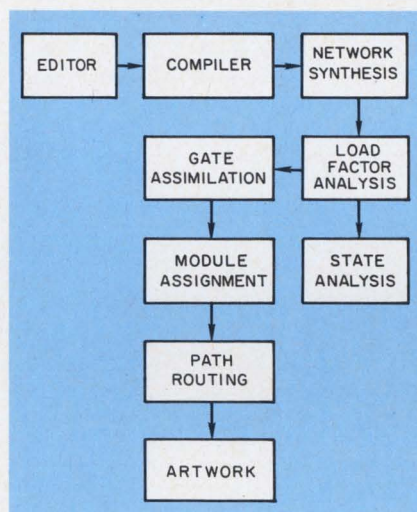 EDITOR
COMPILER
NETWORK
SYNTHESIS
GATE
ASSIMILATION
LOAD
FACTOR
ANALYSIS
MODULE
ASSIGNMENT
STATE
ANALYSIS
PATH
ROUTING
ARTWORK